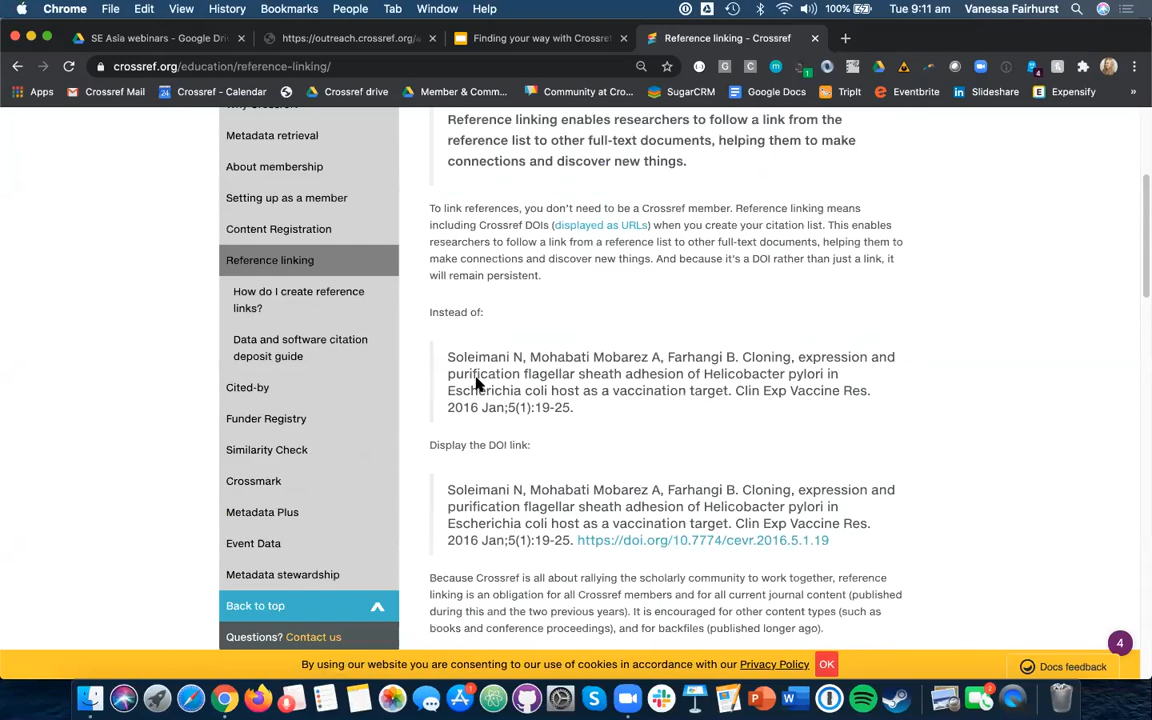 Chrome File Edit View History Bookmarks People Tab Window Help 100% Tue 9:11 am Vanessa Fairhurst
SE Asia webinars - Google Dri
https://outreach.crossref.org/
Finding your way with Crossref
Reference linking - Crossref
crossref.org/education/reference-linking/
Apps Crossref Mail Crossref - Calendar Crossref drive Member & Comm... Community at Cro... SugarCRM Google Docs TripIt Eventbrite Slideshare Expensify »
Metadata retrieval
About membership
Setting up as a member
Content Registration
Reference linking
How do I create reference
links?
Data and software citation
deposit guide
Cited-by
Funder Registry
Similarity Check
Crossmark
Metadata Plus
Event Data
Metadata stewardship
Back to top
Questions? Contact us
Reference linking enables researchers to follow a link from the
reference list to other full-text documents, helping them to make
connections and discover new things.
To link references, you don't need to be a Crossref member. Reference linking means
including Crossref DOIs (displayed as URLs) when you create your citation list. This enables
researchers to follow a link from a reference list to other full-text documents, helping them to
make connections and discover new things. And because it's a DOI rather than just a link, it
will remain persistent.
Instead of:
Soleimani N, Mohabati Mobarez A, Farhangi B. Cloning, expression and
purification flagellar sheath adhesion of Helicobacter pylori in
Escherichia coli host as a vaccination target. Clin Exp Vaccine Res.
2016 Jan;5(1):19-25.
Display the DOI link:
Soleimani N, Mohabati Mobarez A, Farhangi B. Cloning, expression and
purification flagellar sheath adhesion of Helicobacter pylori in
Escherichia coli host as a vaccination target. Clin Exp Vaccine Res.
2016 Jan;5(1):19-25. https://doi.org/10.7774/cevr.2016.5.1.19
Because Crossref is all about rallying the scholarly community to work together, reference
linking is an obligation for all Crossref members and for all current journal content (published
during this and the two previous years). It is encouraged for other content types (such as
books and conference proceedings), and for backfiles (published longer ago).
4
By using our website you are consenting to our use of cookies in accordance with our Privacy Policy OK
Docs feedback